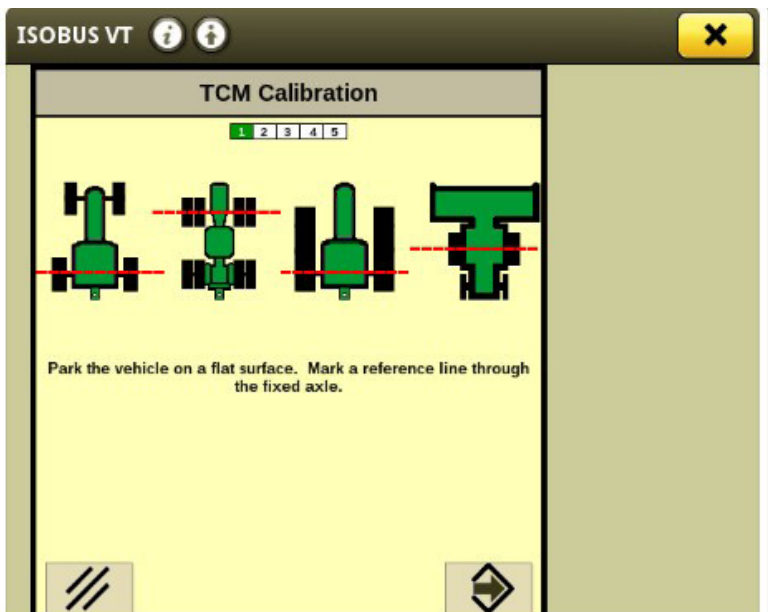 ISOBUS VT
TCM Calibration
1 2 3 4 5
Park the vehicle on a flat surface. Mark a reference line through
the fixed axle.